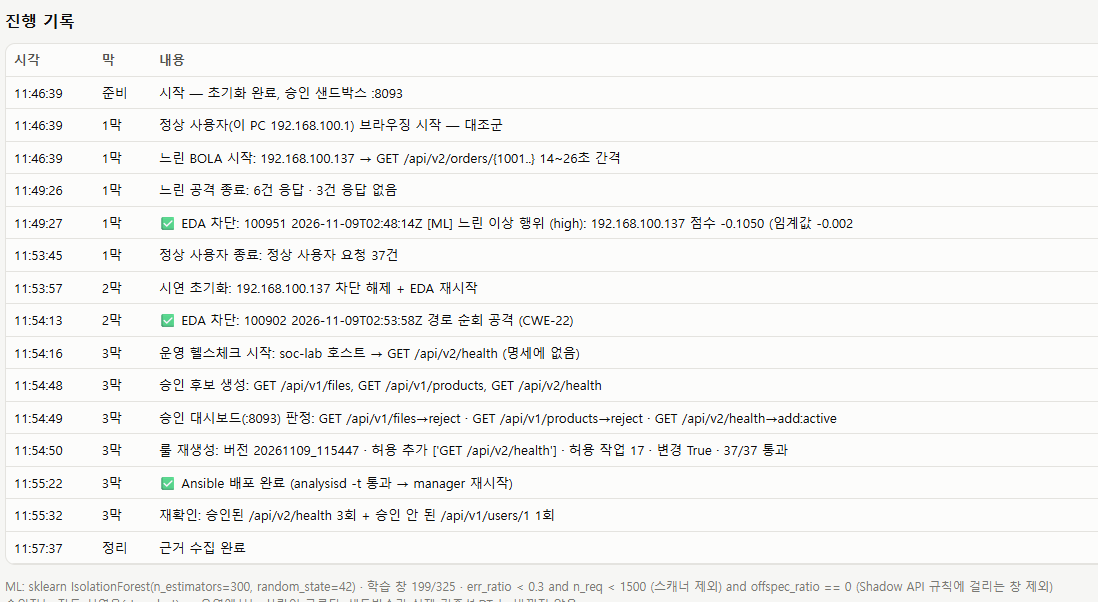 진행 기록
시각 막 내용
11:46:39 준비 시작 — 초기화 완료, 승인 샌드박스 :8093
11:46:39 1막 정상 사용자(이 PC 192.168.100.1) 브라우징 시작 — 대조군
11:46:39 1막 느린 BOLA 시작: 192.168.100.137 → GET /api/v2/orders/{1001..} 14~26초 간격
11:49:26 1막 느린 공격 종료: 6건 응답 · 3건 응답 없음
11:49:27 1막 ✅ EDA 차단: 100951 2026-11-09T02:48:14Z [ML] 느린 이상 행위 (high): 192.168.100.137 점수 -0.1050 (임계값 -0.002
11:53:45 1막 정상 사용자 종료: 정상 사용자 요청 37건
11:53:57 2막 시연 초기화: 192.168.100.137 차단 해제 + EDA 재시작
11:54:13 2막 ✅ EDA 차단: 100902 2026-11-09T02:53:58Z 경로 순회 공격 (CWE-22)
11:54:16 3막 운영 헬스체크 시작: soc-lab 호스트 → GET /api/v2/health (명세에 없음)
11:54:48 3막 승인 후보 생성: GET /api/v1/files, GET /api/v1/products, GET /api/v2/health
11:54:49 3막 승인 대시보드(:8093) 판정: GET /api/v1/files→reject · GET /api/v1/products→reject · GET /api/v2/health→add:active
11:54:50 3막 룰 재생성: 버전 20261109_115447 · 허용 추가 ['GET /api/v2/health'] · 허용 작업 17 · 변경 True · 37/37 통과
11:55:22 3막 ✅ Ansible 배포 완료 (analysisd -t 통과 → manager 재시작)
11:55:32 3막 재확인: 승인된 /api/v2/health 3회 + 승인 안 된 /api/v1/users/1 1회
11:57:37 정리 근거 수집 완료
ML: sklearn IsolationForest(n_estimators=300, random_state=42) · 학습 창 199/325 · err_ratio < 0.3 and n_req < 1500 (스캐너 제외) and offspec_ratio == 0 (Shadow API 규칙에 걸리는 창 제외)